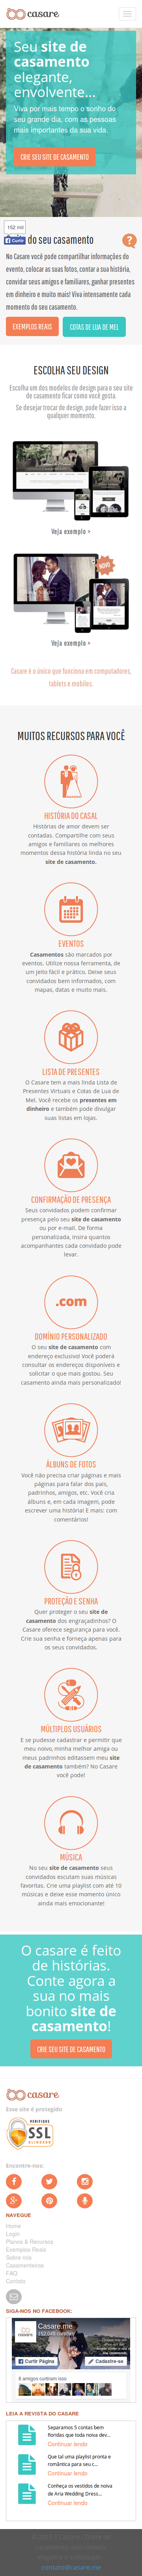 casare
Seu site de
casamento
elegante,
envolvente...
Viva por mais tempo o sonho do
seu grande dia, com as pessoas
mais importantes da sua vida.
CRIE SEU SITE DE CASAMENTO
152 mil
Curtir
do seu casamento
?
No Casare você pode compartilhar informações do
evento, colocar as suas fotos, contar a sua história,
convidar seus amigos e familiares, ganhar presentes
em dinheiro e muito mais! Viva intensamente cada
momento do seu casamento.
EXEMPLOS REAIS
COTAS DE LUA DE MEL
ESCOLHA SEU DESIGN
Escolha um dos modelos de design para o seu site
de casamento ficar como você gosta.
Se desejar trocar de design, pode fazer isso a
qualquer momento.
Veja exemplo >
NOVO
Veja exemplo >
Casare é o único que funciona em computadores,
tablets e mobiles.
MUITOS RECURSOS PARA VOCÊ
HISTÓRIA DO CASAL
Histórias de amor devem ser
contadas. Compartilhe com seus
amigos e familiares os melhores
momentos dessa história linda no seu
site de casamento.
EVENTOS
Casamentos são marcados por
eventos. Utilize nossa ferramenta, de
um jeito fácil e prático. Deixe seus
convidados bem informados, com
mapas, datas e muito mais.
LISTA DE PRESENTES
O Casare tem a mais linda Lista de
Presentes Virtuais e Cotas de Lua de
Mel. Você recebe os presentes em
dinheiro e também pode divulgar
suas listas em lojas.
CONFIRMAÇÃO DE PRESENÇA
Seus convidados podem confirmar
presença pelo seu site de casamento
ou por e-mail. De forma
personalizada, insira quantos
acompanhantes cada convidado pode
levar.
.com
DOMÍNIO PERSONALIZADO
O seu site de casamento com
endereço exclusivo! Você poderá
consultar os endereços disponíveis e
solicitar o que mais gostou. Seu
casamento ainda mais personalizado!
ÁLBUNS DE FOTOS
Você não precisa criar páginas e mais
páginas para falar dos pais,
padrinhos, amigos, etc. Você cria
álbuns e, em cada imagem, pode
escrever uma história! E mais: com
comentários!
PROTEÇÃO E SENHA
Quer proteger o seu site de
casamento dos engraçadinhos? O
Casare oferece segurança para você.
Crie sua senha e forneça apenas para
os seus convidados.
MÚLTIPLOS USUÁRIOS
E se pudesse cadastrar e permitir que
meu noivo, minha melhor amiga ou
meus padrinhos editassem meu site
de casamento também? No Casare
você pode!
MÚSICA
No seu site de casamento seus
convidados escutam suas músicas
favoritas. Crie uma playlist com até 10
músicas e deixe esse momento único
ainda mais emocionante!
O casare é feito
de histórias.
Conte agora a
sua no mais
bonito site de
casamento!
CRIE SEU SITE DE CASAMENTO
casare
Esse site é protegido
SSL
Encontre-nos:
NAVEGUE
Home
Login
Planos & Recursos
Exemplos Reais
Sobre nós
Casamenteiras
FAQ
Contato
SIGA-NOS NO FACEBOOK:
casare
Casare.me
Curtir Página
Cadastre-se
6 amigos curtiram isso
LEIA A REVISTA DO CASARE
Separamos 5 coroas bem
floridas que toda noiva dev...
Continuar lendo
Que tal uma playlist pronta e
romântica para seu c...
Continuar lendo
Conheça os vestidos de noiva
de Aria Wedding Dress...
Continuar lendo
contato@casare.me